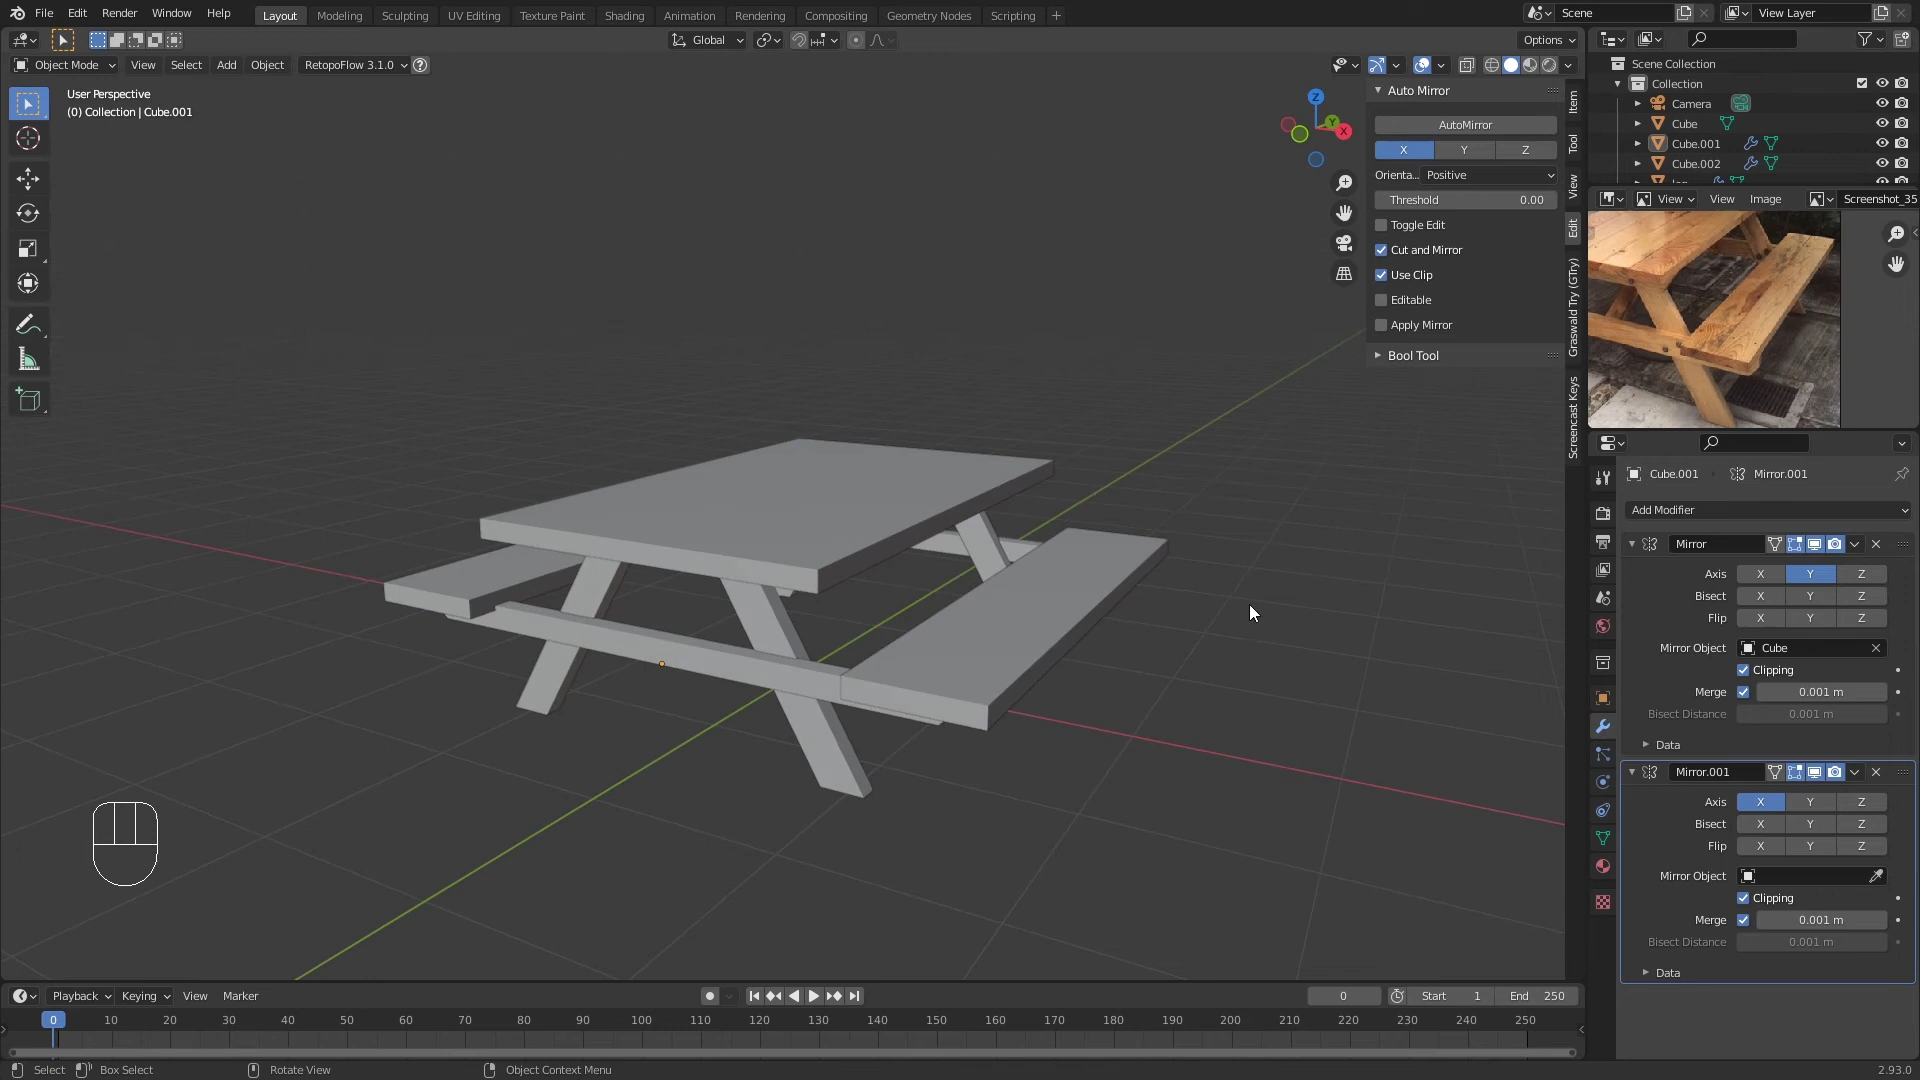 File Edit Render Window Help Layout Modeling Sculpting UV Editing Texture Paint Shading Animation Rendering Compositing Geometry Nodes Scripting + Scene View Layer
Global Options
Object Mode View Select Add Object RetopoFlow 3.1.0
User Perspective
(0) Collection | Cube.001
Z
Y
X
Auto Mirror
AutoMirror
X Y Z
Orienta... Positive
Threshold 0.00
Toggle Edit
Cut and Mirror
Use Clip
Editable
Apply Mirror
Bool Tool
Item
Tool
View
Edit
Graswald Try (GTry)
Screencast Keys
Scene Collection
Collection
Camera
Cube
Cube.001
Cube.002
View View Image Screenshot_35
Cube.001 Mirror.001
Add Modifier
Mirror
Axis X Y Z
Bisect X Y Z
Flip X Y Z
Mirror Object Cube
Clipping
Merge 0.001 m
Bisect Distance 0.001 m
Data
Mirror.001
Axis X Y Z
Bisect X Y Z
Flip X Y Z
Mirror Object
Clipping
Merge 0.001 m
Bisect Distance 0.001 m
Data
Playback Keying View Marker 0 Start 1 End 250
0 10 20 30 40 50 60 70 80 90 100 110 120 130 140 150 160 170 180 190 200 210 220 230 240 250
Select Box Select Rotate View Object Context Menu 2.93.0